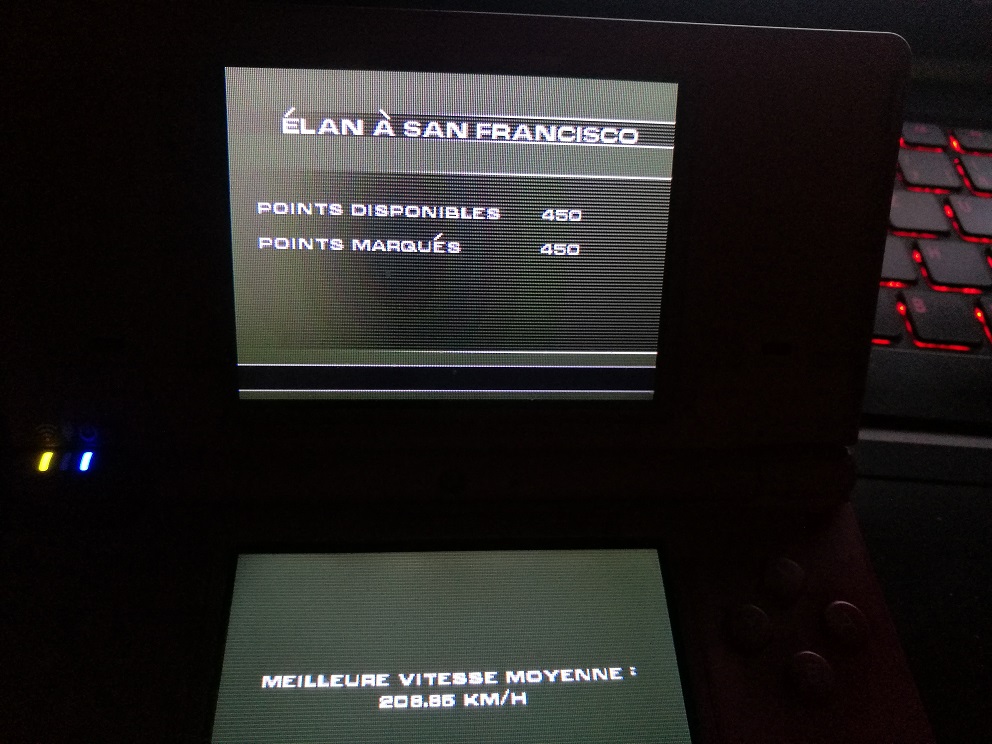 ÉLAN À SAN FRANCISCO
POINTS DISPONIBLES 450
POINTS MARQUÉS 450
MEILLEURE VITESSE MOYENNE :
208.85 KM/H